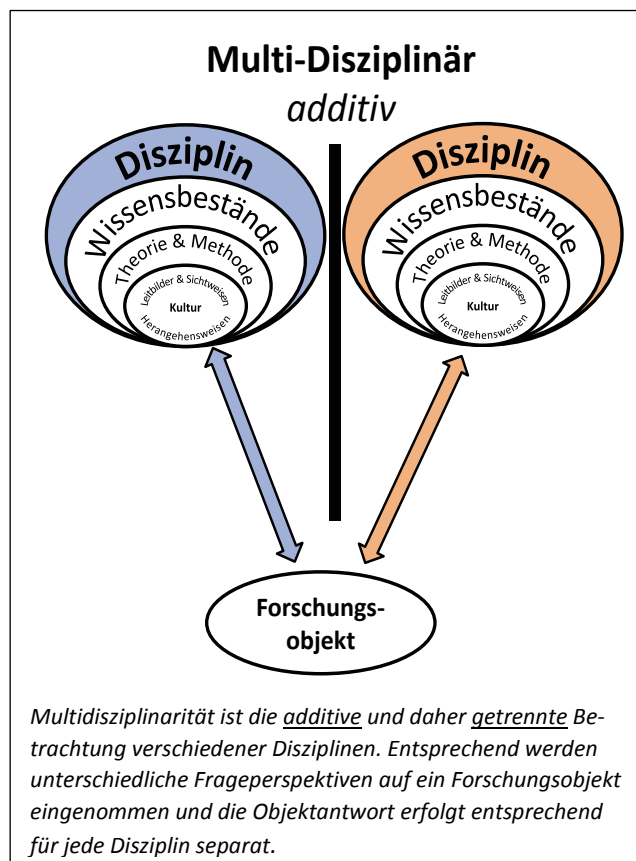 Multi-Disziplinär
additiv
Disziplin
Wissensbestände
Theorie & Methode
Leitbilder & Sichtweisen
Kultur
Herangehensweisen
Disziplin
Wissensbestände
Theorie & Methode
Leitbilder & Sichtweisen
Kultur
Herangehensweisen
Forschungs-
objekt
Multidisziplinarität ist die additive und daher getrennte Be-
trachtung verschiedener Disziplinen. Entsprechend werden
unterschiedliche Frageperspektiven auf ein Forschungsobjekt
eingenommen und die Objektantwort erfolgt entsprechend
für jede Disziplin separat.